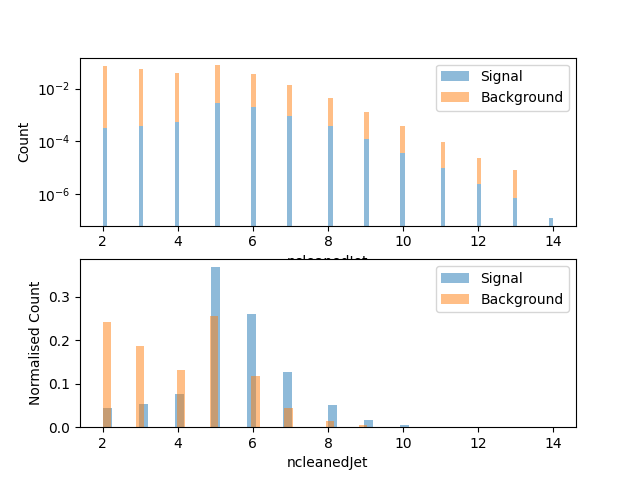 Count
10⁻²
10⁻⁴
10⁻⁶
Signal
Background
2 4 6 8 10 12 14
Normalised Count
0.3
0.2
0.1
0.0
Signal
Background
2 4 6 8 10 12 14
ncleanedJet